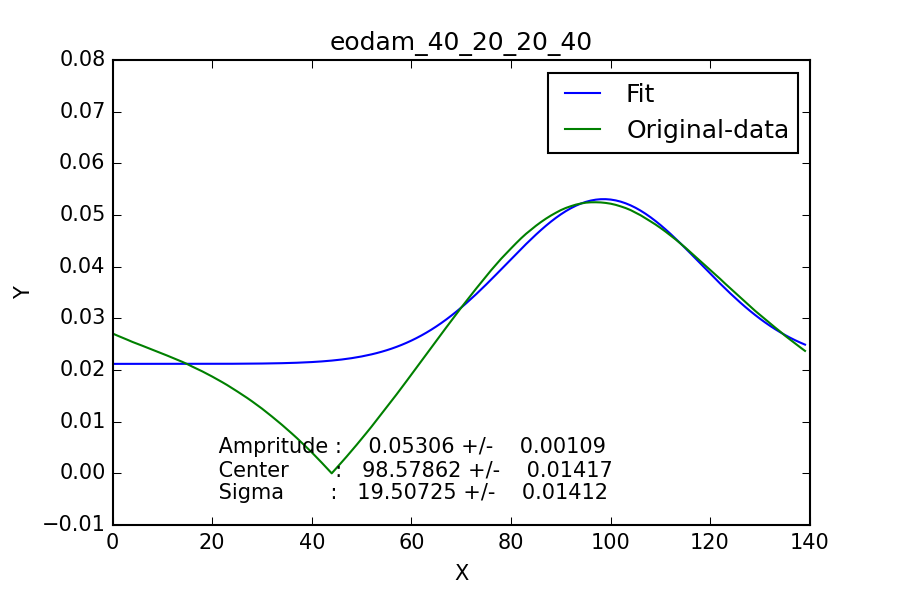 eodam_40_20_20_40
0.08
0.07
0.06
0.05
0.04
0.03
0.02
0.01
0.00
−0.01
Y
Fit
Original-data
Ampritude : 0.05306 +/- 0.00109
Center : 98.57862 +/- 0.01417
Sigma : 19.50725 +/- 0.01412
0 20 40 60 80 100 120 140
X